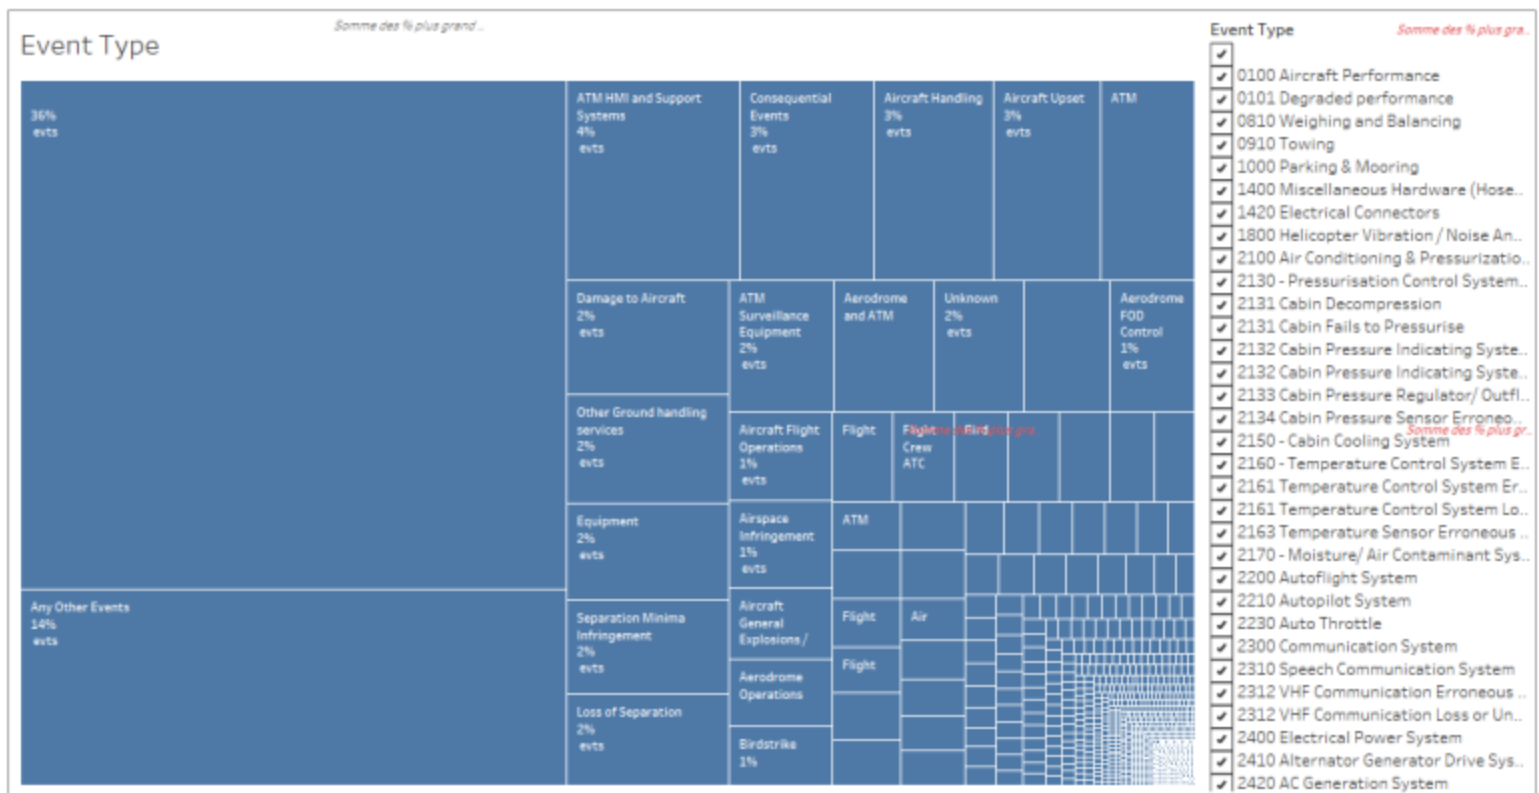 Somme des % plus grand ..
Event Type
36%
evts
Any Other Events
14%
evts
ATM HMI and Support
Systems
4%
evts
Consequential
Events
3%
evts
Aircraft Handling
3%
evts
Aircraft Upset
3%
evts
ATM
Damage to Aircraft
2%
evts
ATM
Surveillance
Equipment
2%
evts
Aerodrome
and ATM
Unknown
2%
evts
Aerodrome
FOD
Control
1%
evts
Other Ground handling
services
2%
evts
Aircraft Flight
Operations
1%
evts
Flight
Flight
Crew
ATC
Bird
Somme des % plus gra..
Equipment
2%
evts
Airspace
Infringement
1%
evts
ATM
Separation Minima
Infringement
2%
evts
Aircraft
General
Explosions /
Flight
Air
Flight
Aerodrome
Operations
Loss of Separation
2%
evts
Birdstrike
1%
Event Type
Somme des % plus gra..
0100 Aircraft Performance
0101 Degraded performance
0810 Weighing and Balancing
0910 Towing
1000 Parking & Mooring
1400 Miscellaneous Hardware (Hose..
1420 Electrical Connectors
1800 Helicopter Vibration / Noise An..
2100 Air Conditioning & Pressurizatio..
2130 - Pressurisation Control System..
2131 Cabin Decompression
2131 Cabin Fails to Pressurise
2132 Cabin Pressure Indicating Syste..
2132 Cabin Pressure Indicating Syste..
2133 Cabin Pressure Regulator/ Outfl..
2134 Cabin Pressure Sensor Erroneo..
Somme des % plus gr..
2150 - Cabin Cooling System
2160 - Temperature Control System E..
2161 Temperature Control System Er..
2161 Temperature Control System Lo..
2163 Temperature Sensor Erroneous ..
2170 - Moisture/ Air Contaminant Sys..
2200 Autoflight System
2210 Autopilot System
2230 Auto Throttle
2300 Communication System
2310 Speech Communication System
2312 VHF Communication Erroneous ..
2312 VHF Communication Loss or Un..
2400 Electrical Power System
2410 Alternator Generator Drive Sys..
2420 AC Generation System